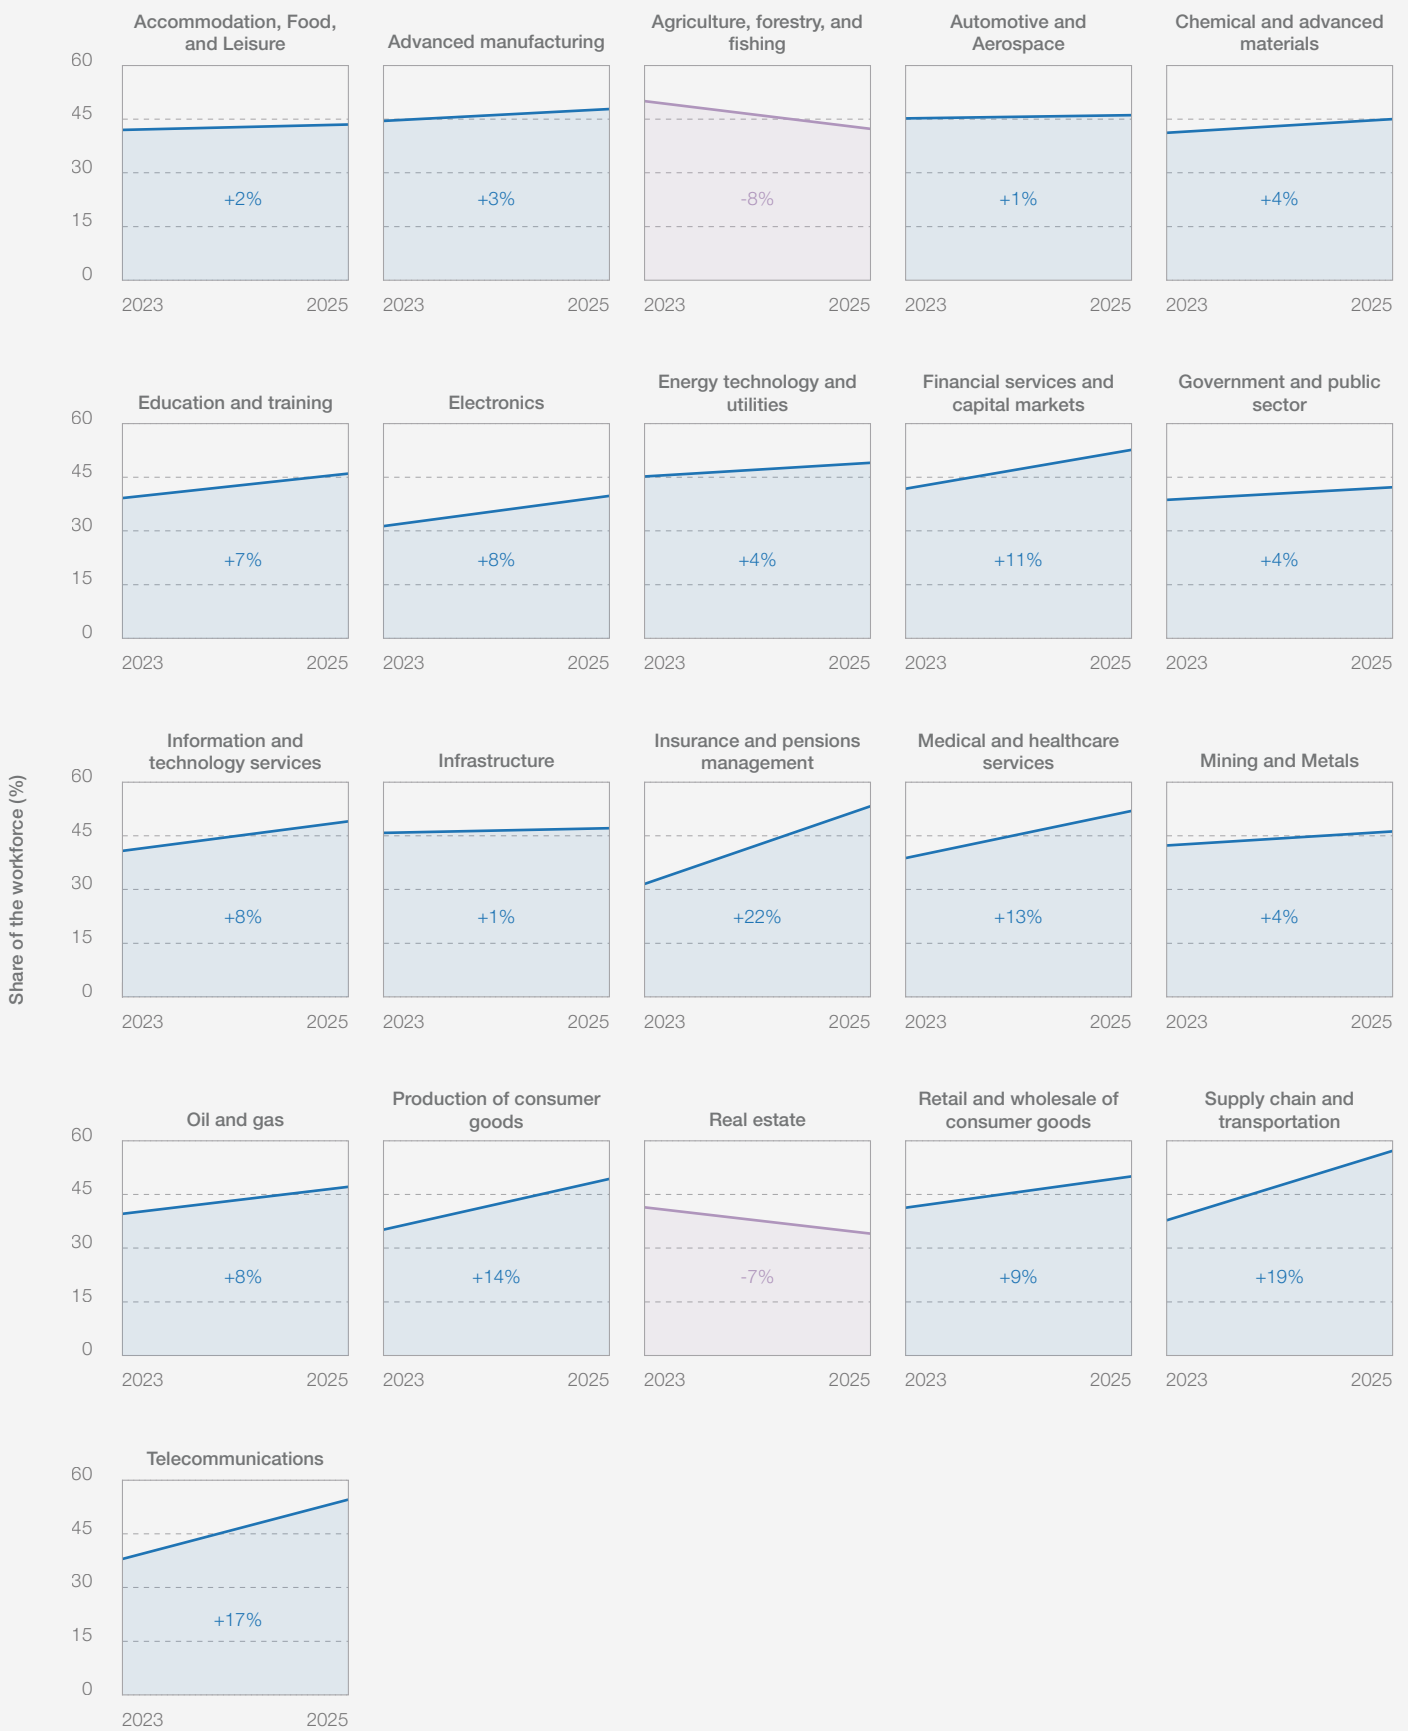 Accommodation, Food,
and Leisure
Advanced manufacturing
Agriculture, forestry, and
fishing
Automotive and
Aerospace
Chemical and advanced
materials
60
45
30
15
0
+2%
+3%
-8%
+1%
+4%
2023
2025
2023
2025
2023
2025
2023
2025
2023
2025
Education and training
Electronics
Energy technology and
utilities
Financial services and
capital markets
Government and public
sector
60
45
30
15
0
+7%
+8%
+4%
+11%
+4%
2023
2025
2023
2025
2023
2025
2023
2025
2023
2025
Share of the workforce (%)
Information and
technology services
Infrastructure
Insurance and pensions
management
Medical and healthcare
services
Mining and Metals
60
45
30
15
0
+8%
+1%
+22%
+13%
+4%
2023
2025
2023
2025
2023
2025
2023
2025
2023
2025
Oil and gas
Production of consumer
goods
Real estate
Retail and wholesale of
consumer goods
Supply chain and
transportation
60
45
30
15
0
+8%
+14%
-7%
+9%
+19%
2023
2025
2023
2025
2023
2025
2023
2025
2023
2025
Telecommunications
60
45
30
15
0
+17%
2023
2025